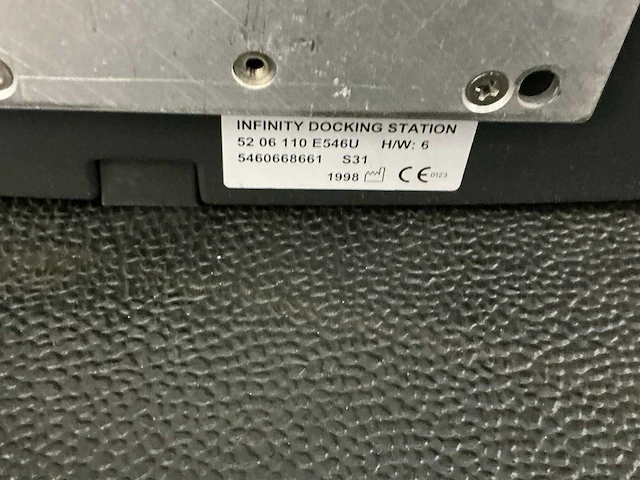 INFINITY DOCKING STATION
52 06 110 E546U H/W: 6
5460668661 S31
1998 CE 0123